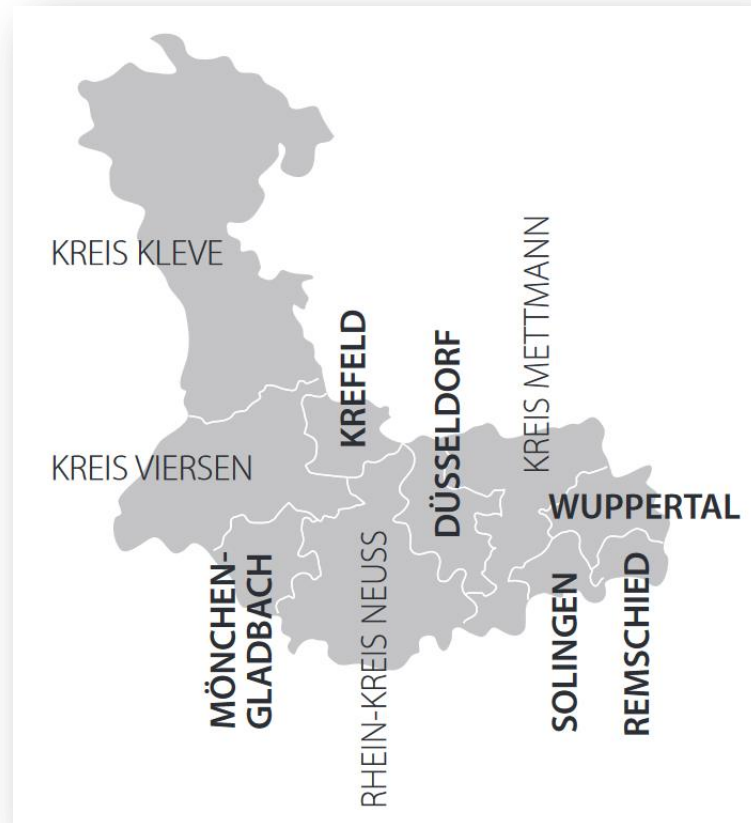 KREIS KLEVE
KREFELD
DÜSSELDORF
KREIS METTMANN
KREIS VIERSEN
WUPPERTAL
MÖNCHEN-
GLADBACH
RHEIN-KREIS NEUSS
SOLINGEN
REMSCHIED